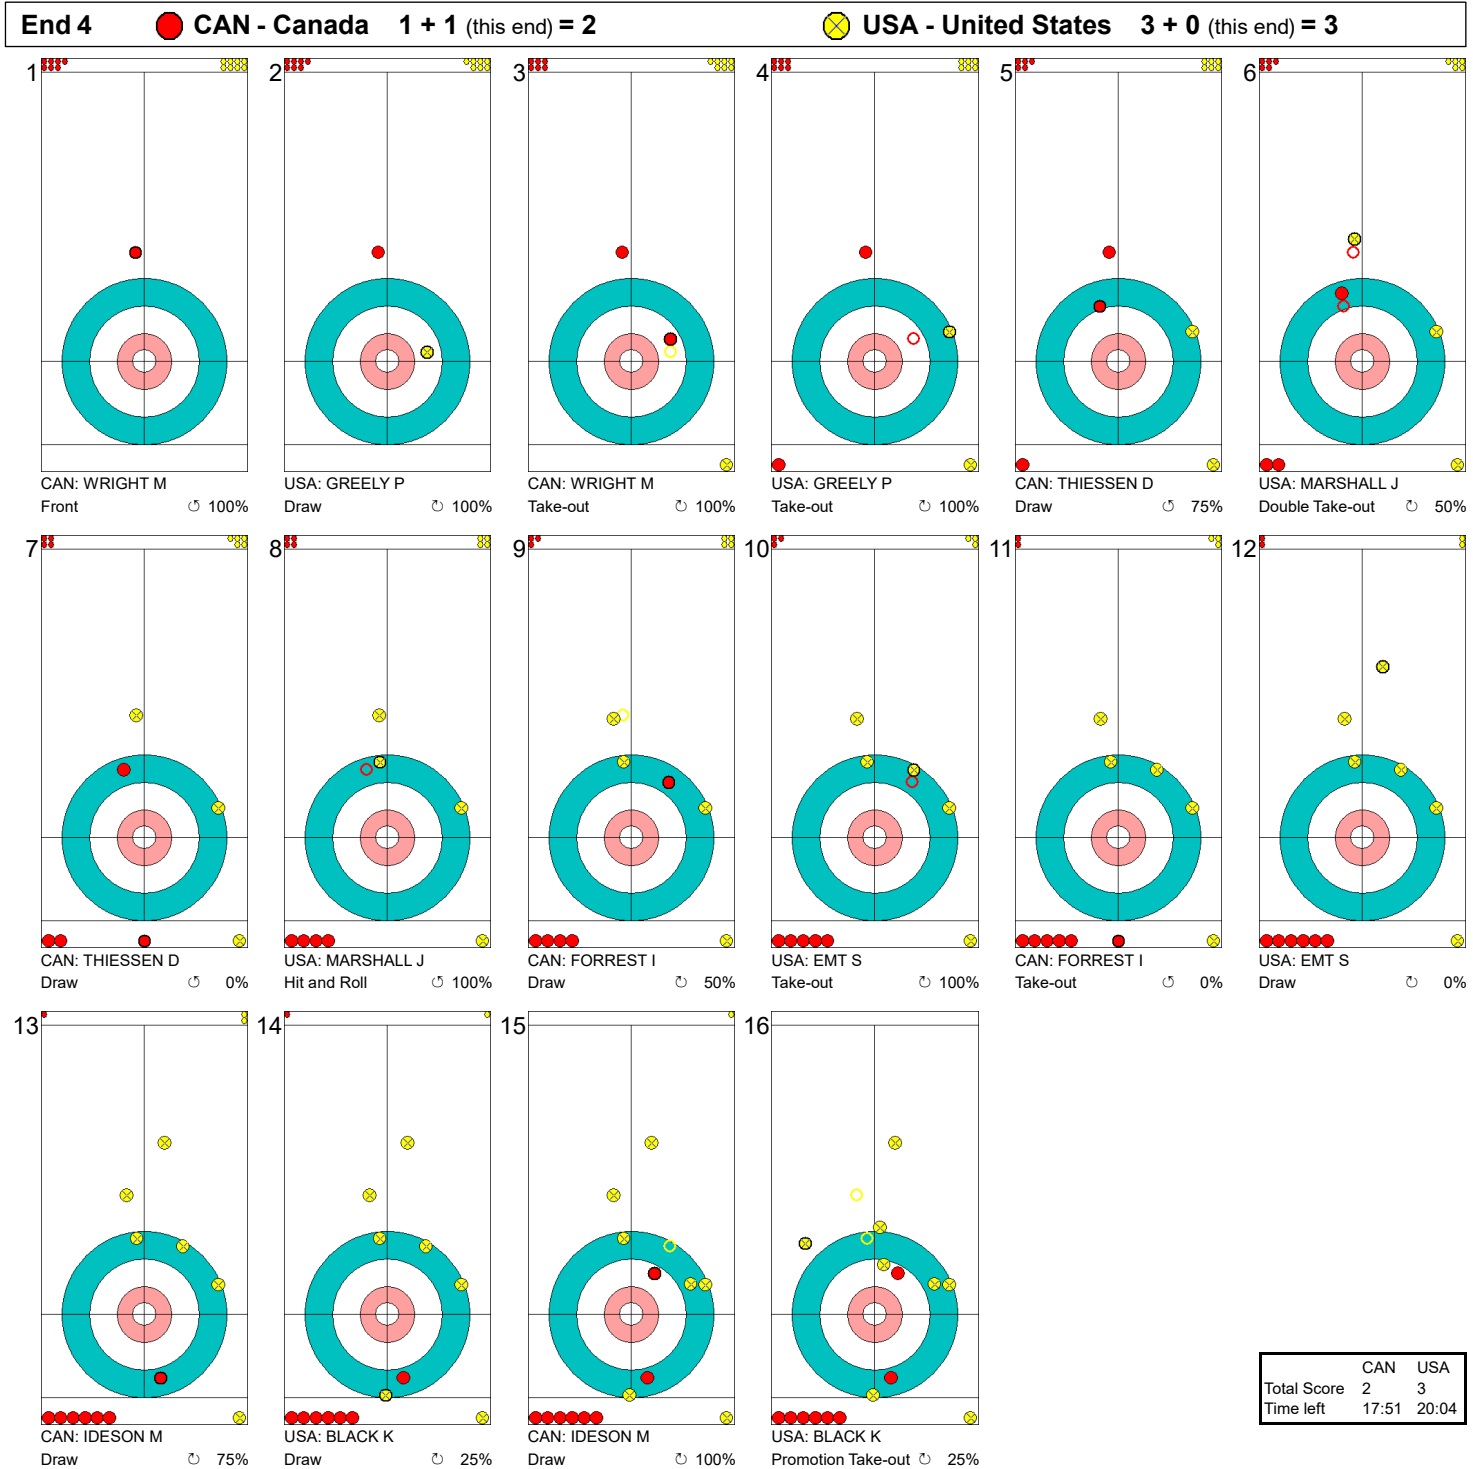 End 4 CAN - Canada 1 + 1 (this end) = 2 USA - United States 3 + 0 (this end) = 3
1 2 3 4 5 6
CAN: WRIGHT M USA: GREELY P CAN: WRIGHT M USA: GREELY P CAN: THIESSEN D USA: MARSHALL J
Front ↻ 100% Draw ↻ 100% Take-out ↻ 100% Take-out ↻ 100% Draw ↺ 75% Double Take-out ↻ 50%
7 8 9 10 11 12
CAN: THIESSEN D USA: MARSHALL J CAN: FORREST I USA: EMT S CAN: FORREST I USA: EMT S
Draw ↺ 0% Hit and Roll ↺ 100% Draw ↻ 50% Take-out ↻ 100% Take-out ↺ 0% Draw ↻ 0%
13 14 15 16
CAN: IDESON M USA: BLACK K CAN: IDESON M USA: BLACK K
Draw ↻ 75% Draw ↻ 25% Draw ↻ 100% Promotion Take-out ↻ 25%
CAN USA
Total Score 2 3
Time left 17:51 20:04